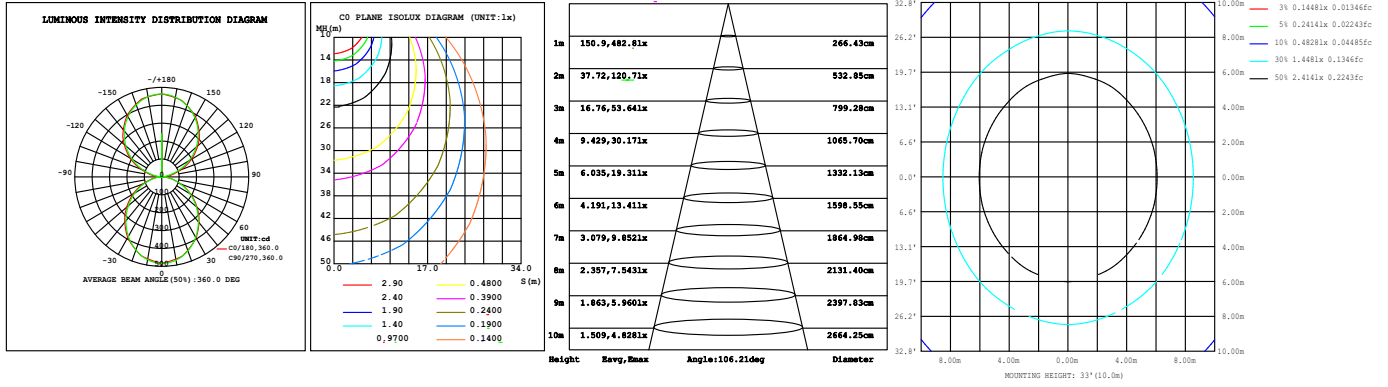 LUMINOUS INTENSITY DISTRIBUTION DIAGRAM
-/+180
-150 150
-120 120
-90 90
60
-30 30
0
0
100
200
300
400
500
UNIT:cd
C0/180,360.0
C90/270,360.0
AVERAGE BEAM ANGLE(50%):360.0 DEG
C0 PLANE ISOLUX DIAGRAM (UNIT:lx)
MH(m)
10
14
18
22
26
30
34
38
42
46
50
0.0 17.0 34.0
S(m)
2.90 0.4800
2.40 0.3900
1.90 0.2400
1.40 0.1900
0.9700 0.1400
1m 150.9,482.8lx 266.43cm
2m 37.72,120.7lx 532.85cm
3m 16.76,53.64lx 799.28cm
4m 9.429,30.17lx 1065.70cm
5m 6.035,19.31lx 1332.13cm
6m 4.191,13.41lx 1598.55cm
7m 3.079,9.852lx 1864.98cm
8m 2.357,7.543lx 2131.40cm
9m 1.863,5.960lx 2397.83cm
10m 1.509,4.828lx 2664.25cm
Height Eavg,Emax Angle:106.21deg Diameter
32.8' 10.00m
26.2' 8.00m
19.7' 6.00m
13.1' 4.00m
6.6' 2.00m
0.0' 0.00m
6.6' 2.00m
13.1' 4.00m
19.7' 6.00m
26.2' 8.00m
32.8' 10.00m
8.00m 4.00m 0.00m 4.00m 8.00m
MOUNTING HEIGHT: 33'(10.0m)
3% 0.1448lx 0.01346fc
5% 0.2414lx 0.02243fc
10% 0.4828lx 0.04485fc
30% 1.448lx 0.1346fc
50% 2.414lx 0.2243fc